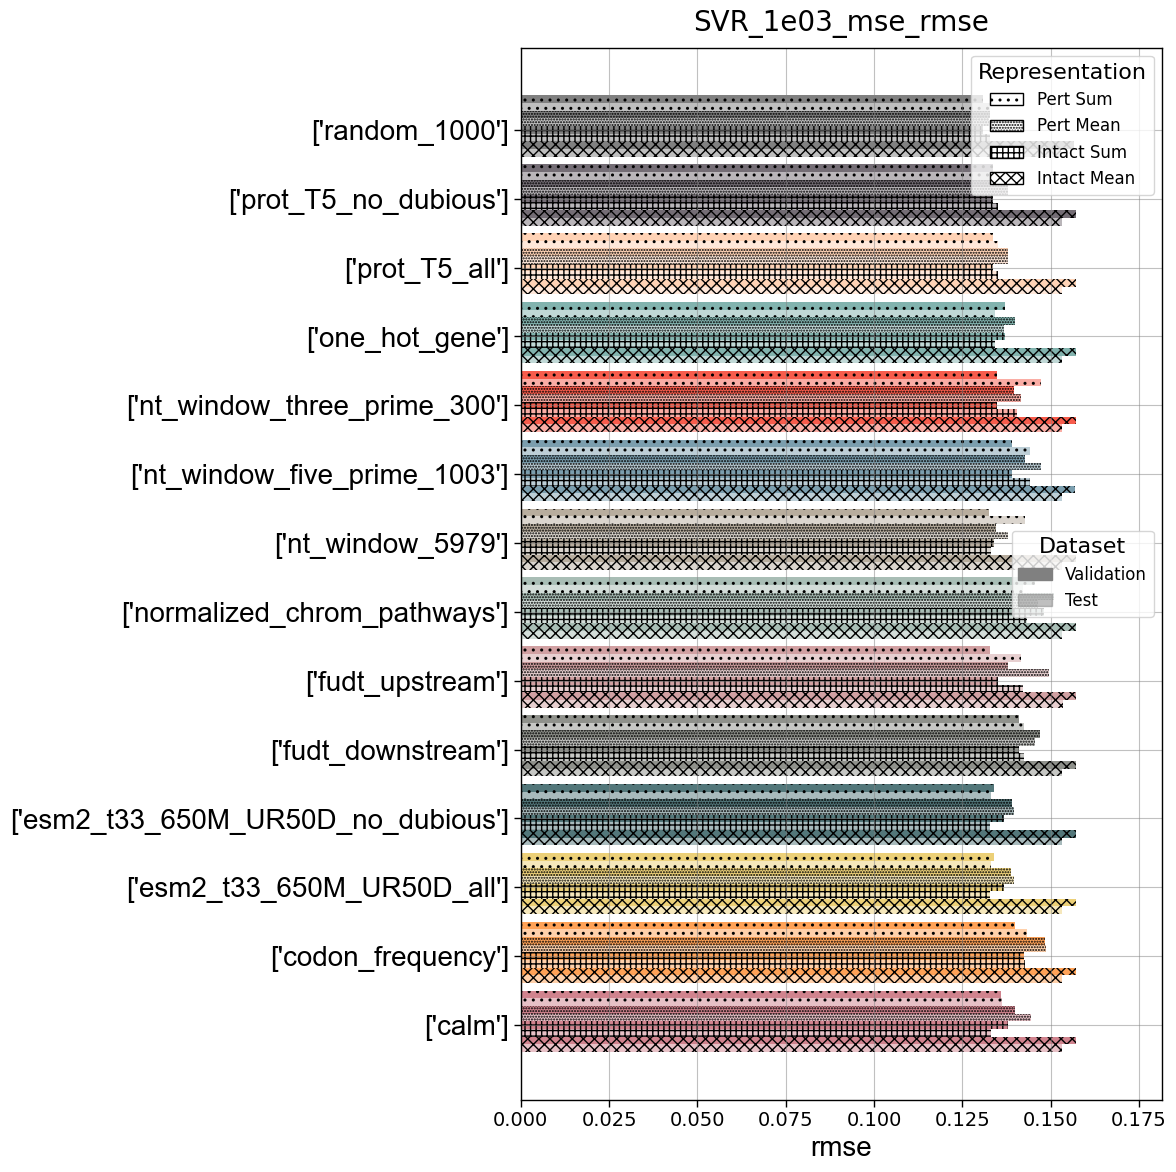 SVR_1e03_mse_rmse
Representation
Pert Sum
Pert Mean
Intact Sum
Intact Mean
['random_1000']
['prot_T5_no_dubious']
['prot_T5_all']
['one_hot_gene']
['nt_window_three_prime_300']
['nt_window_five_prime_1003']
['nt_window_5979']
Dataset
Validation
Test
['normalized_chrom_pathways']
['fudt_upstream']
['fudt_downstream']
['esm2_t33_650M_UR50D_no_dubious']
['esm2_t33_650M_UR50D_all']
['codon_frequency']
['calm']
0.000 0.025 0.050 0.075 0.100 0.125 0.150 0.175
rmse